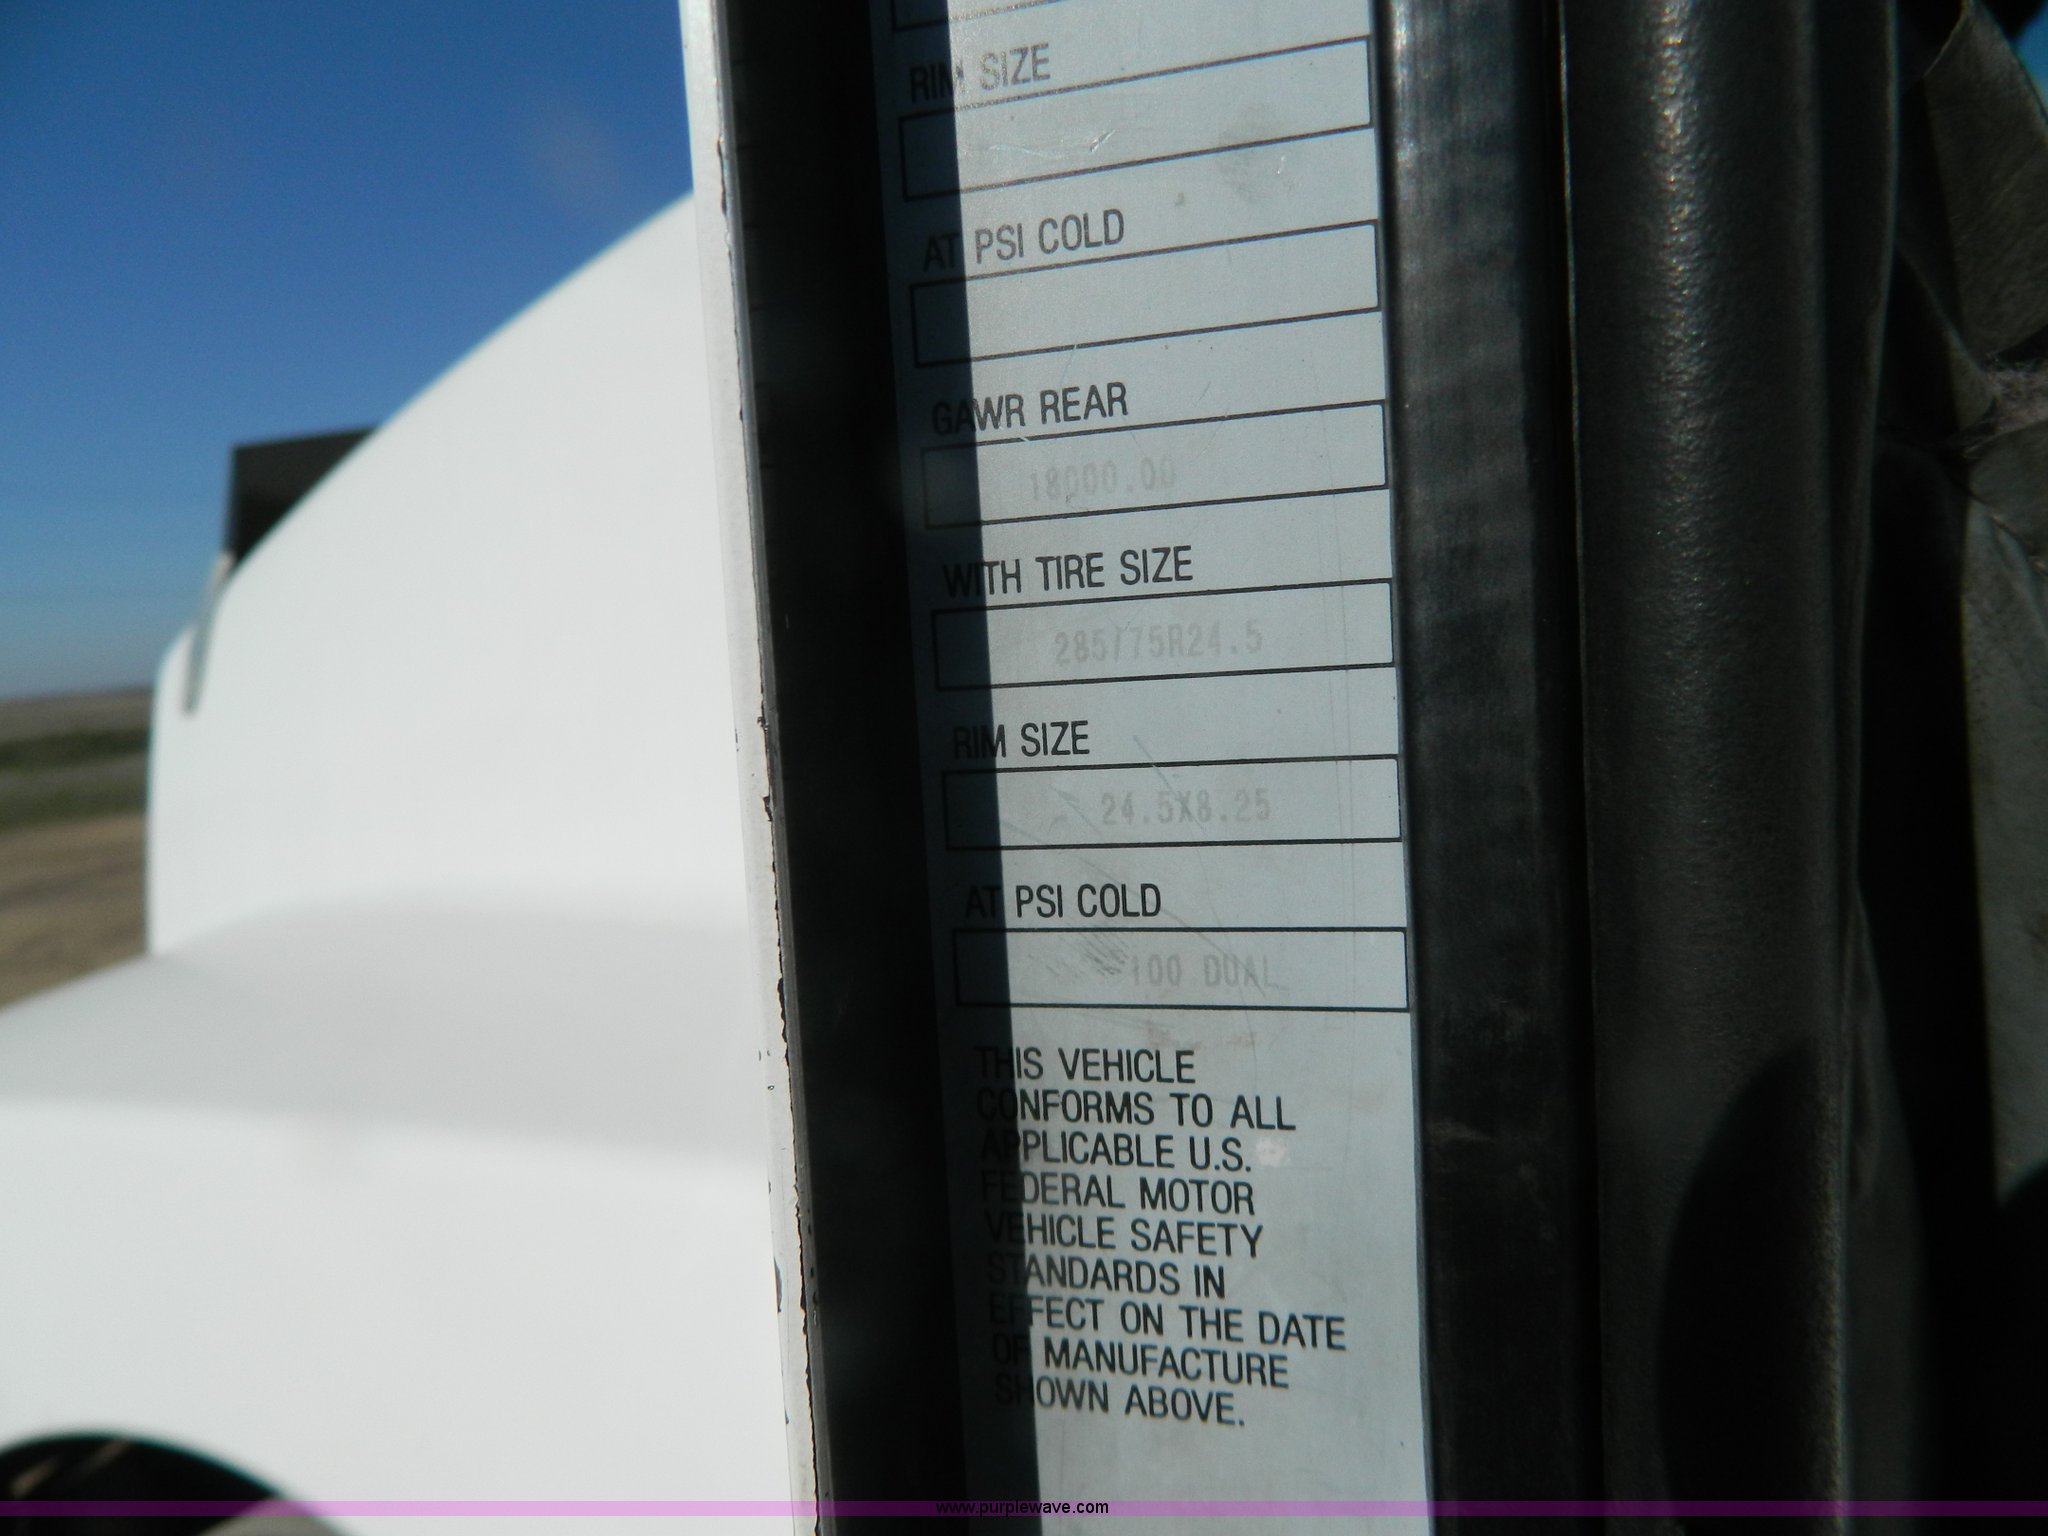 RIM SIZE
AT PSI COLD
GAWR REAR
18000.00
WITH TIRE SIZE
285/75R24.5
RIM SIZE
24.5X8.25
AT PSI COLD
100 DUAL
THIS VEHICLE
CONFORMS TO ALL
APPLICABLE U.S.
FEDERAL MOTOR
VEHICLE SAFETY
STANDARDS IN
EFFECT ON THE DATE
OF MANUFACTURE
SHOWN ABOVE.
www.purplewave.com